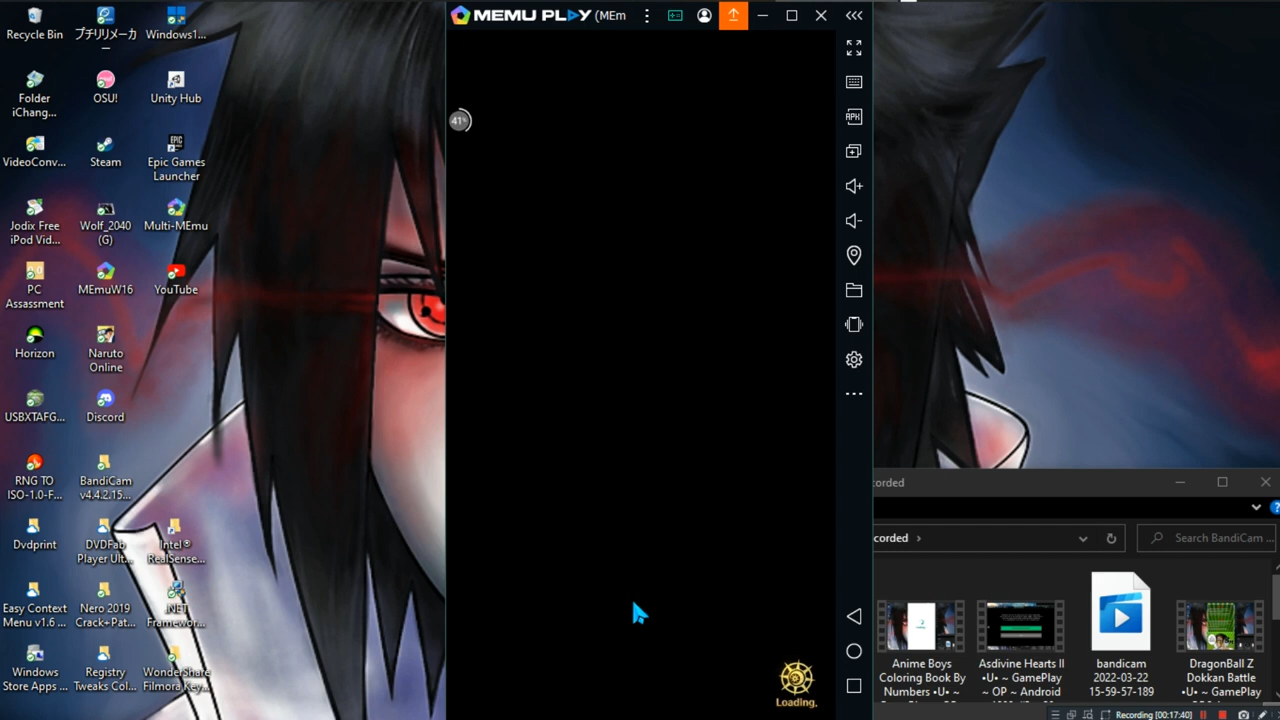 Recycle Bin
プチリリメーカー
Windows1...
Folder iChang...
OSU!
Unity Hub
VideoConv...
Steam
Epic Games Launcher
Jodix Free iPod Vid...
Wolf_2040 (G)
Multi-MEmu
PC Assassment
MEmuW16
YouTube
Horizon
Naruto Online
USBXTAFG...
Discord
RNG TO ISO-1.0-F...
BandiCam v4.4.2.15...
Dvdprint
DVDFab Player Ult...
Intel® RealSense...
Easy Context Menu v1.6 ...
Nero 2019 Crack+Pat...
.NET Framewor...
Windows Store Apps ...
Registry Tweaks Col...
WonderShare Filmora Key...
MEMU PLAY (MEm
41%
APK
EPIC GAMES
Loading.
corded
corded
Search BandiCam ...
Anime Boys
Coloring Book By
Numbers •U• ~
Asdivine Hearts II
•U• ~ GamePlay
~ OP ~ Android
bandicam
2022-03-22
15-59-57-189
DragonBall Z
Dokkan Battle
•U• ~ GamePlay
Recording [00:17:40]